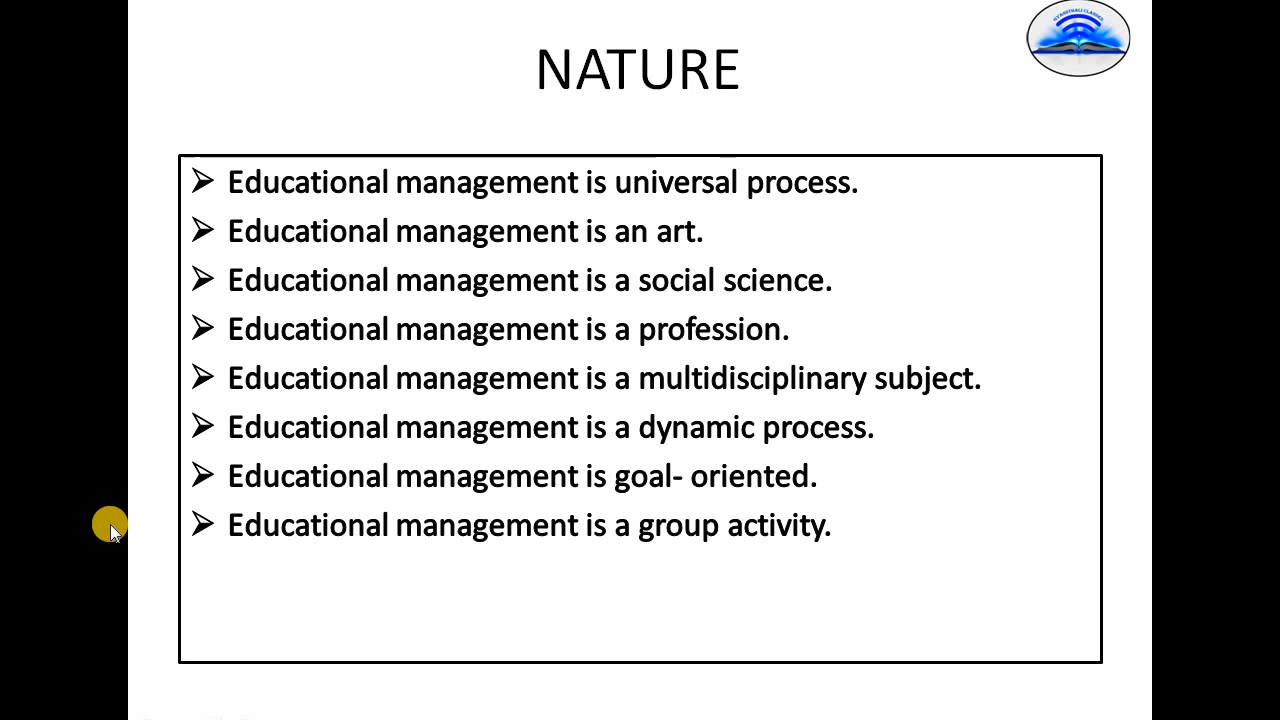 NATURE
Educational management is universal process.
Educational management is an art.
Educational management is a social science.
Educational management is a profession.
Educational management is a multidisciplinary subject.
Educational management is a dynamic process.
Educational management is goal- oriented.
Educational management is a group activity.